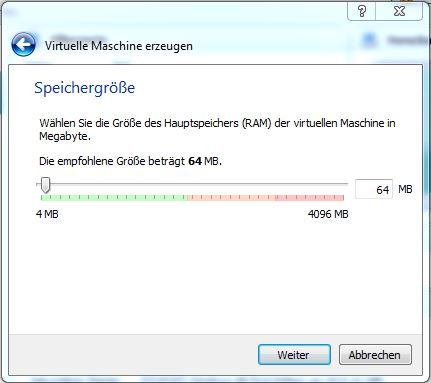 Virtuelle Maschine erzeugen
Speichergröße
Wählen Sie die Größe des Hauptspeichers (RAM) der virtuellen Maschine in
Megabyte.
Die empfohlene Größe beträgt 64 MB.
64 MB
4 MB 4096 MB
Weiter Abbrechen